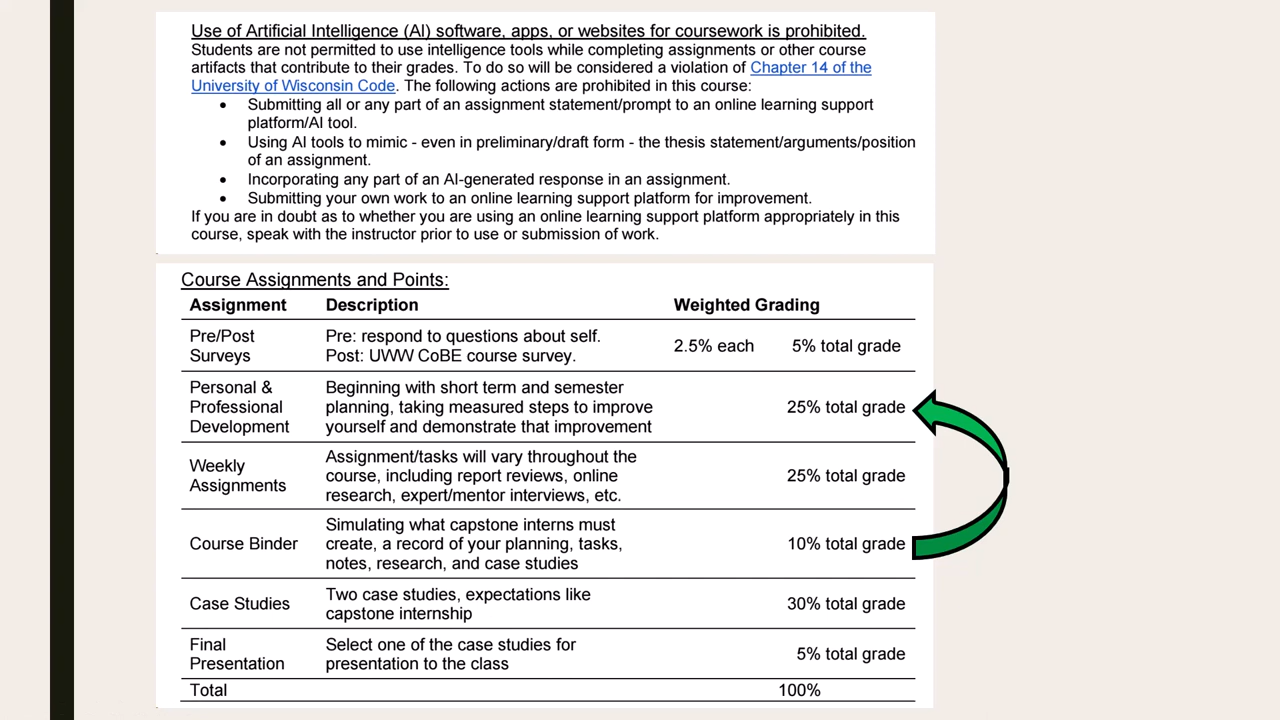 Use of Artificial Intelligence (AI) software, apps, or websites for coursework is prohibited.
Students are not permitted to use intelligence tools while completing assignments or other course
artifacts that contribute to their grades. To do so will be considered a violation of Chapter 14 of the
University of Wisconsin Code. The following actions are prohibited in this course:
• Submitting all or any part of an assignment statement/prompt to an online learning support
platform/AI tool.
• Using AI tools to mimic - even in preliminary/draft form - the thesis statement/arguments/position
of an assignment.
• Incorporating any part of an AI-generated response in an assignment.
• Submitting your own work to an online learning support platform for improvement.
If you are in doubt as to whether you are using an online learning support platform appropriately in this
course, speak with the instructor prior to use or submission of work.
Course Assignments and Points:
Assignment Description Weighted Grading
Pre/Post Pre: respond to questions about self.
Surveys Post: UWW CoBE course survey. 2.5% each 5% total grade
Personal & Beginning with short term and semester
Professional planning, taking measured steps to improve 25% total grade
Development yourself and demonstrate that improvement
Weekly Assignment/tasks will vary throughout the
Assignments course, including report reviews, online 25% total grade
research, expert/mentor interviews, etc.
Simulating what capstone interns must
Course Binder create, a record of your planning, tasks, 10% total grade
notes, research, and case studies
Case Studies Two case studies, expectations like 30% total grade
capstone internship
Final Select one of the case studies for
Presentation presentation to the class 5% total grade
Total 100%